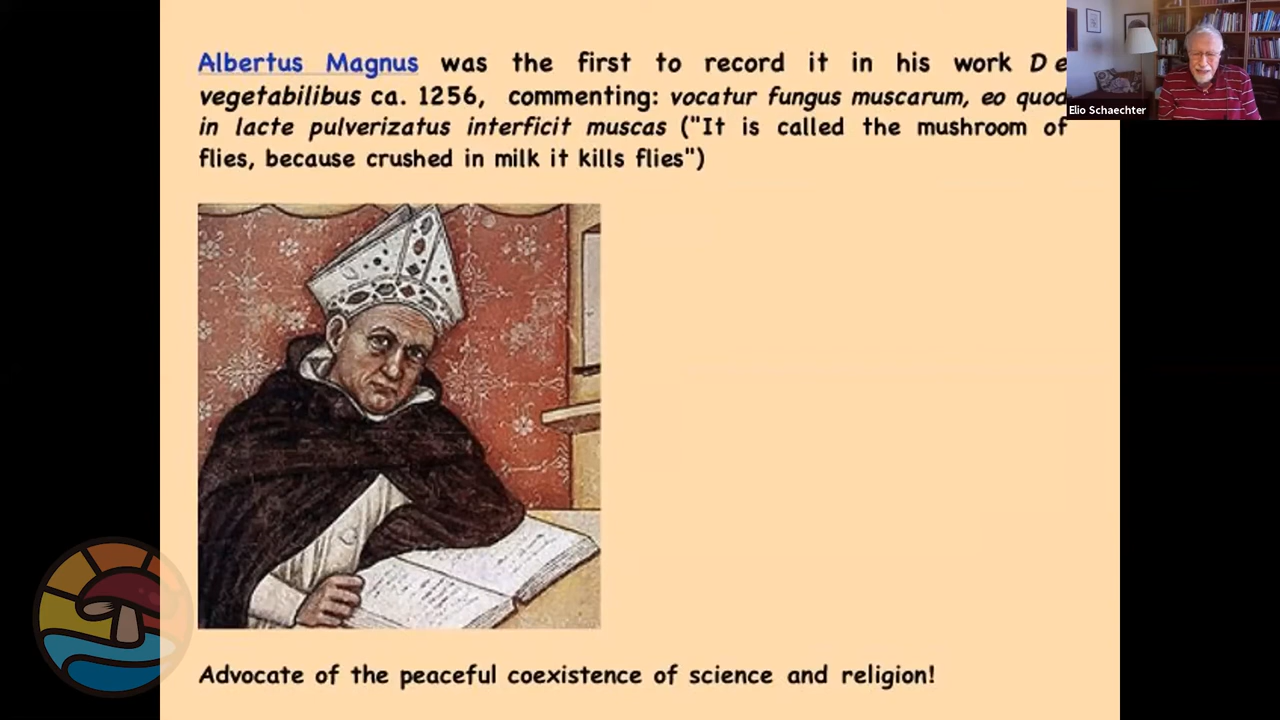 Albertus Magnus was the first to record it in his work De
vegetabilibus ca. 1256, commenting: vocatur fungus muscarum, eo quod
in lacte pulverizatus interficit muscas ("It is called the mushroom of
flies, because crushed in milk it kills flies")
Elio Schaechter
Advocate of the peaceful coexistence of science and religion!